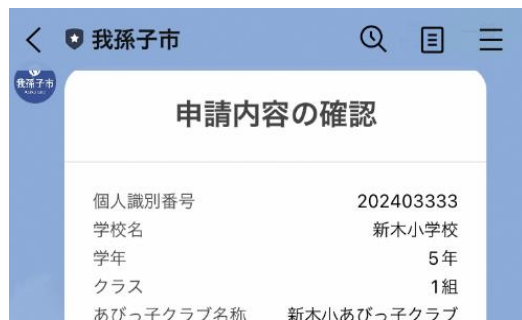 我孫子市
我孫子市
申請内容の確認
個人識別番号 202403333
学校名 新木小学校
学年 5年
クラス 1組
あびっ子クラブ名称 新木小あびっ子クラブ